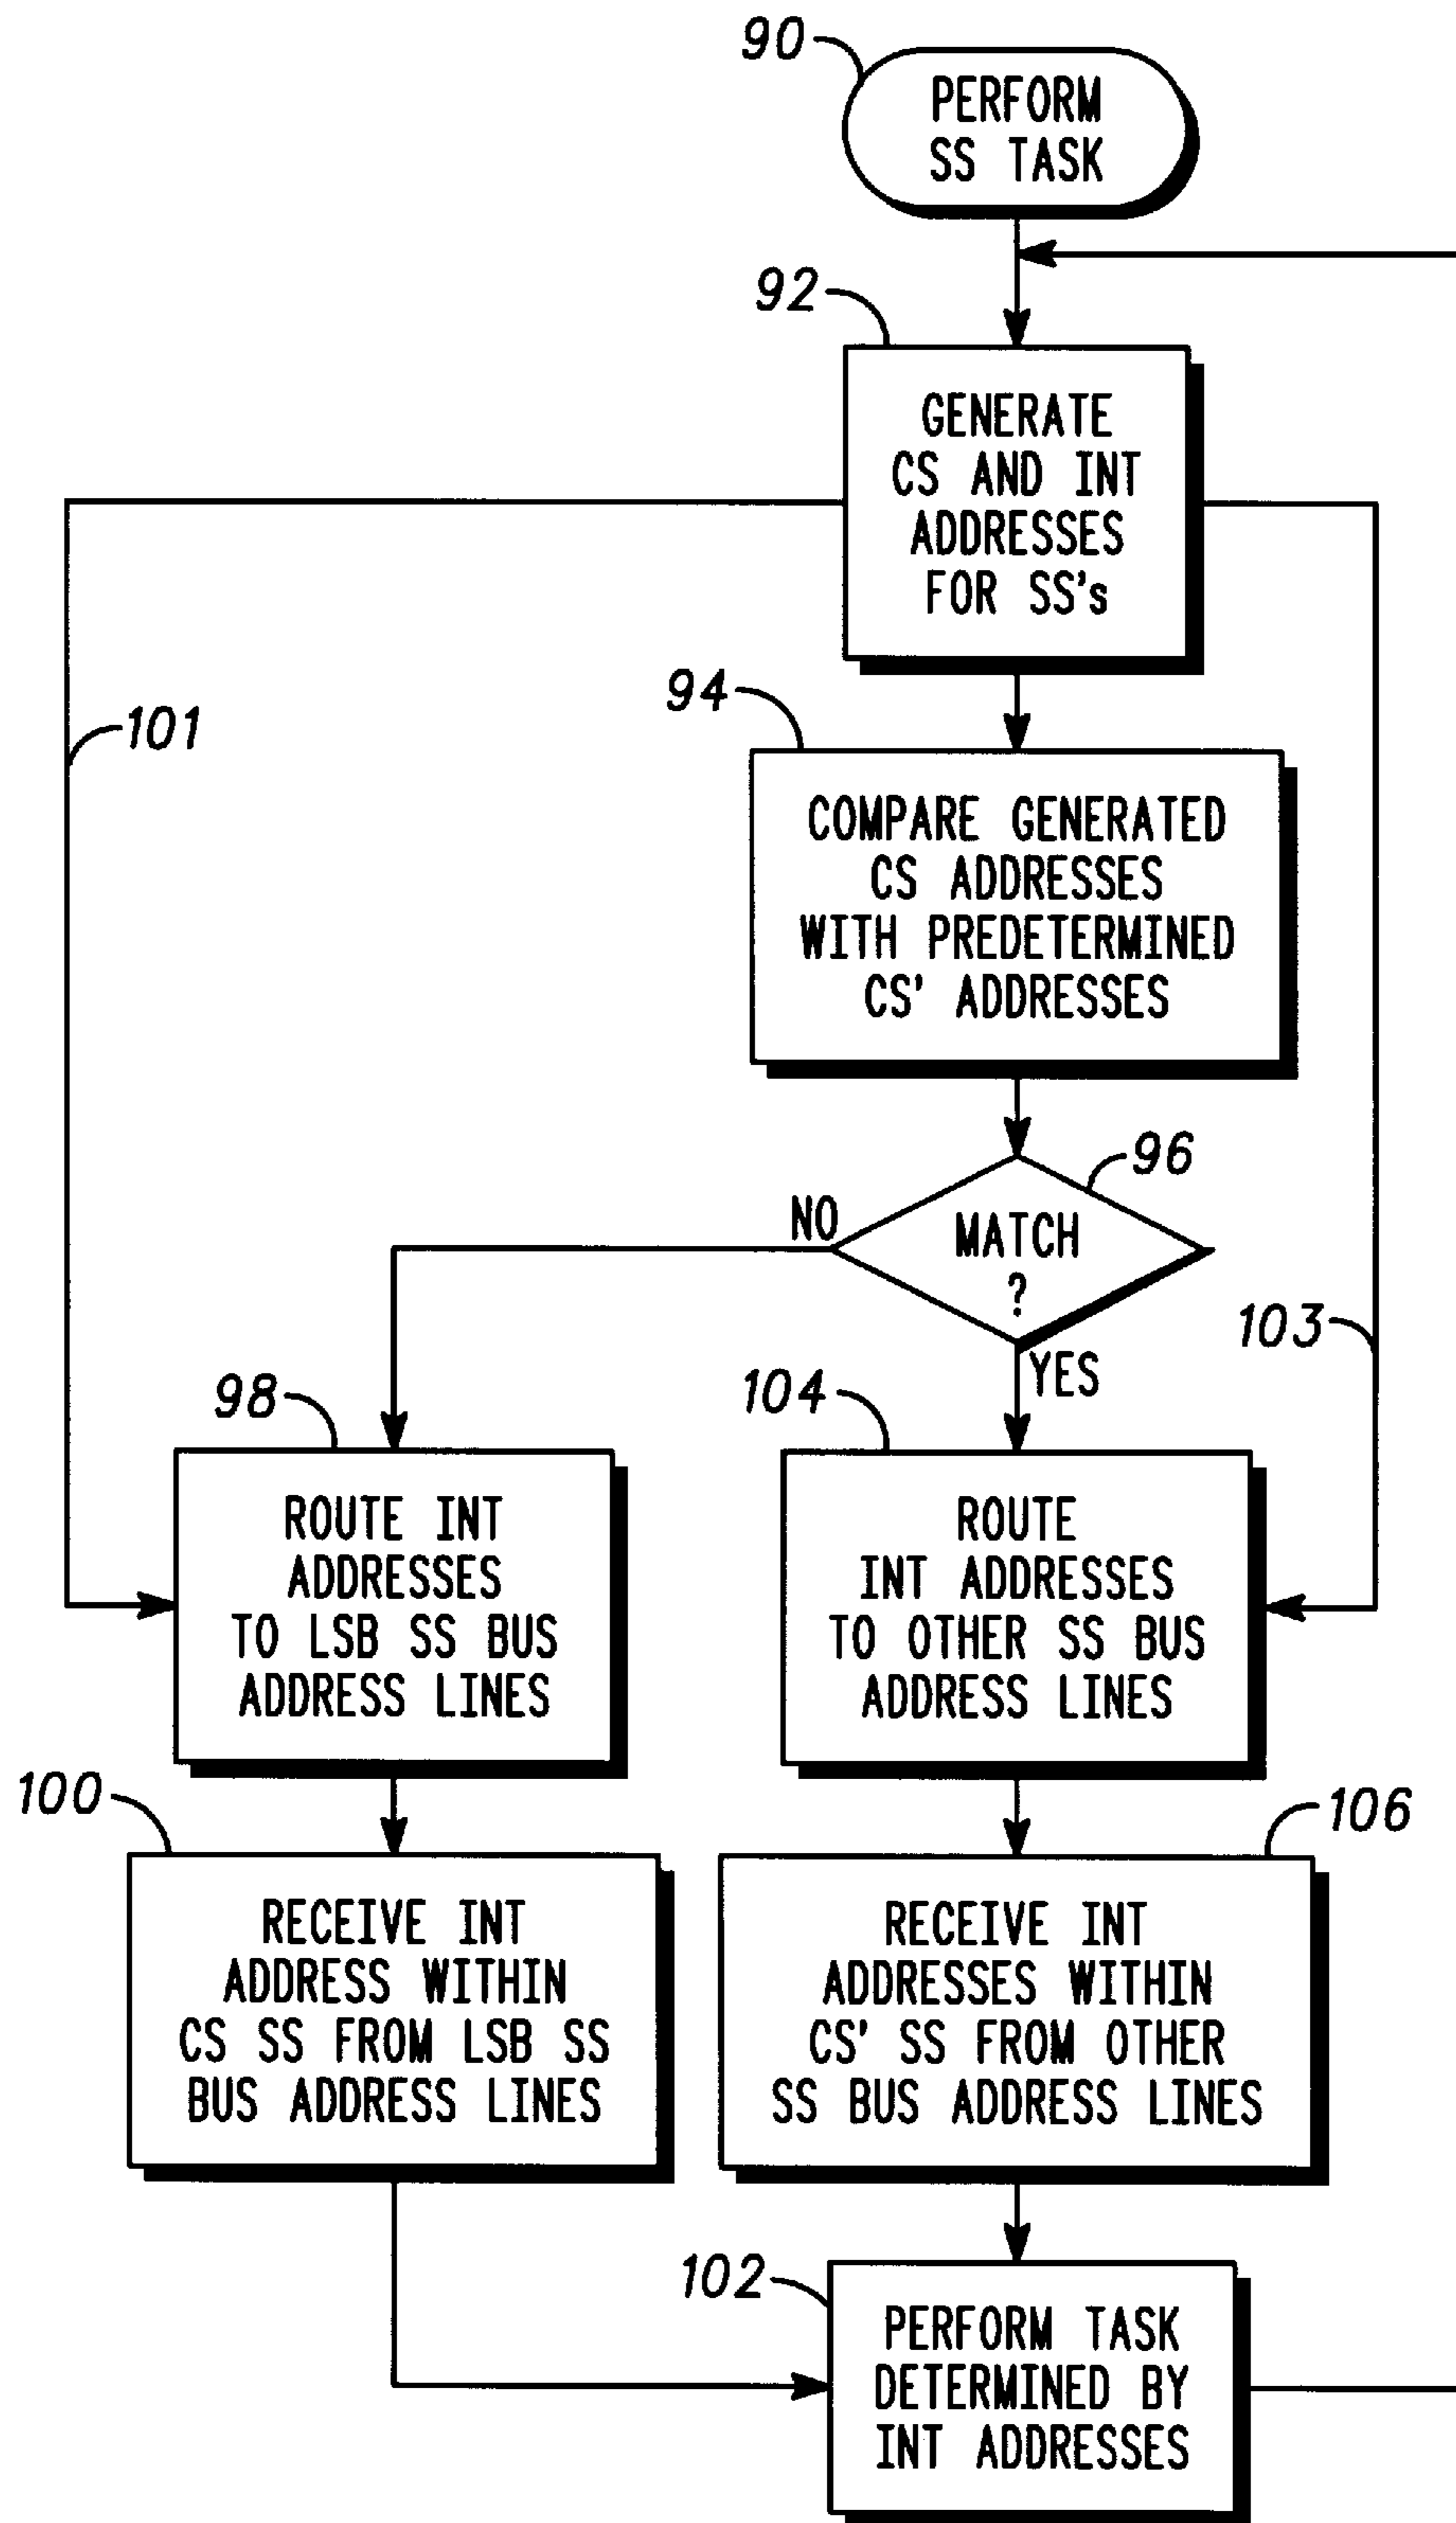 90
PERFORM
SS TASK
92
GENERATE
CS AND INT
ADDRESSES
FOR SS's
101
94
COMPARE GENERATED
CS ADDRESSES
WITH PREDETERMINED
CS' ADDRESSES
96
NO
MATCH
?
103
YES
98
ROUTE INT
ADDRESSES
TO LSB SS BUS
ADDRESS LINES
104
ROUTE
INT ADDRESSES
TO OTHER SS BUS
ADDRESS LINES
100
RECEIVE INT
ADDRESS WITHIN
CS SS FROM LSB SS
BUS ADDRESS LINES
106
RECEIVE INT
ADDRESSES WITHIN
CS' SS FROM OTHER
SS BUS ADDRESS LINES
102
PERFORM TASK
DETERMINED BY
INT ADDRESSES